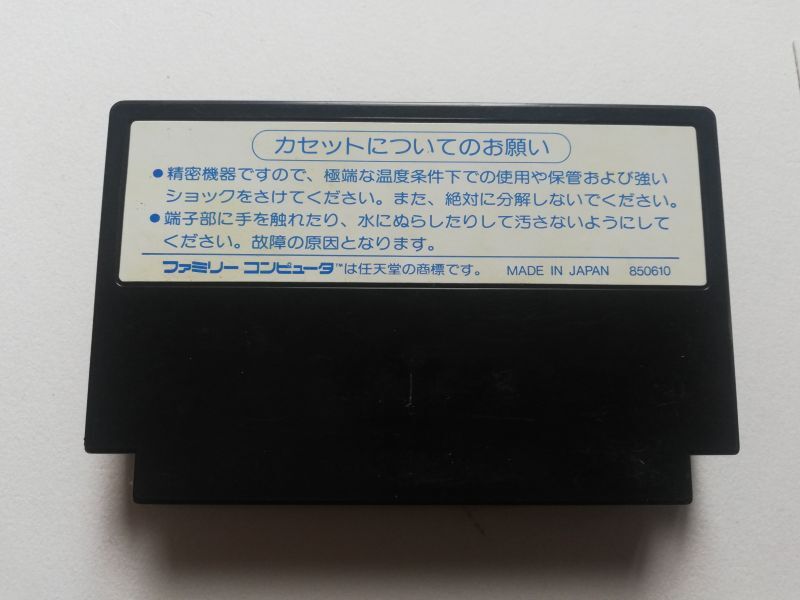 カセットについてのお願い
●精密機器ですので、極端な温度条件下での使用や保管および強い
ショックをさけてください。また、絶対に分解しないでください。
●端子部に手を触れたり、水にぬらしたりして汚さないようにして
ください。故障の原因となります。
ファミリー コンピュータ™は任天堂の商標です。 MADE IN JAPAN 850610